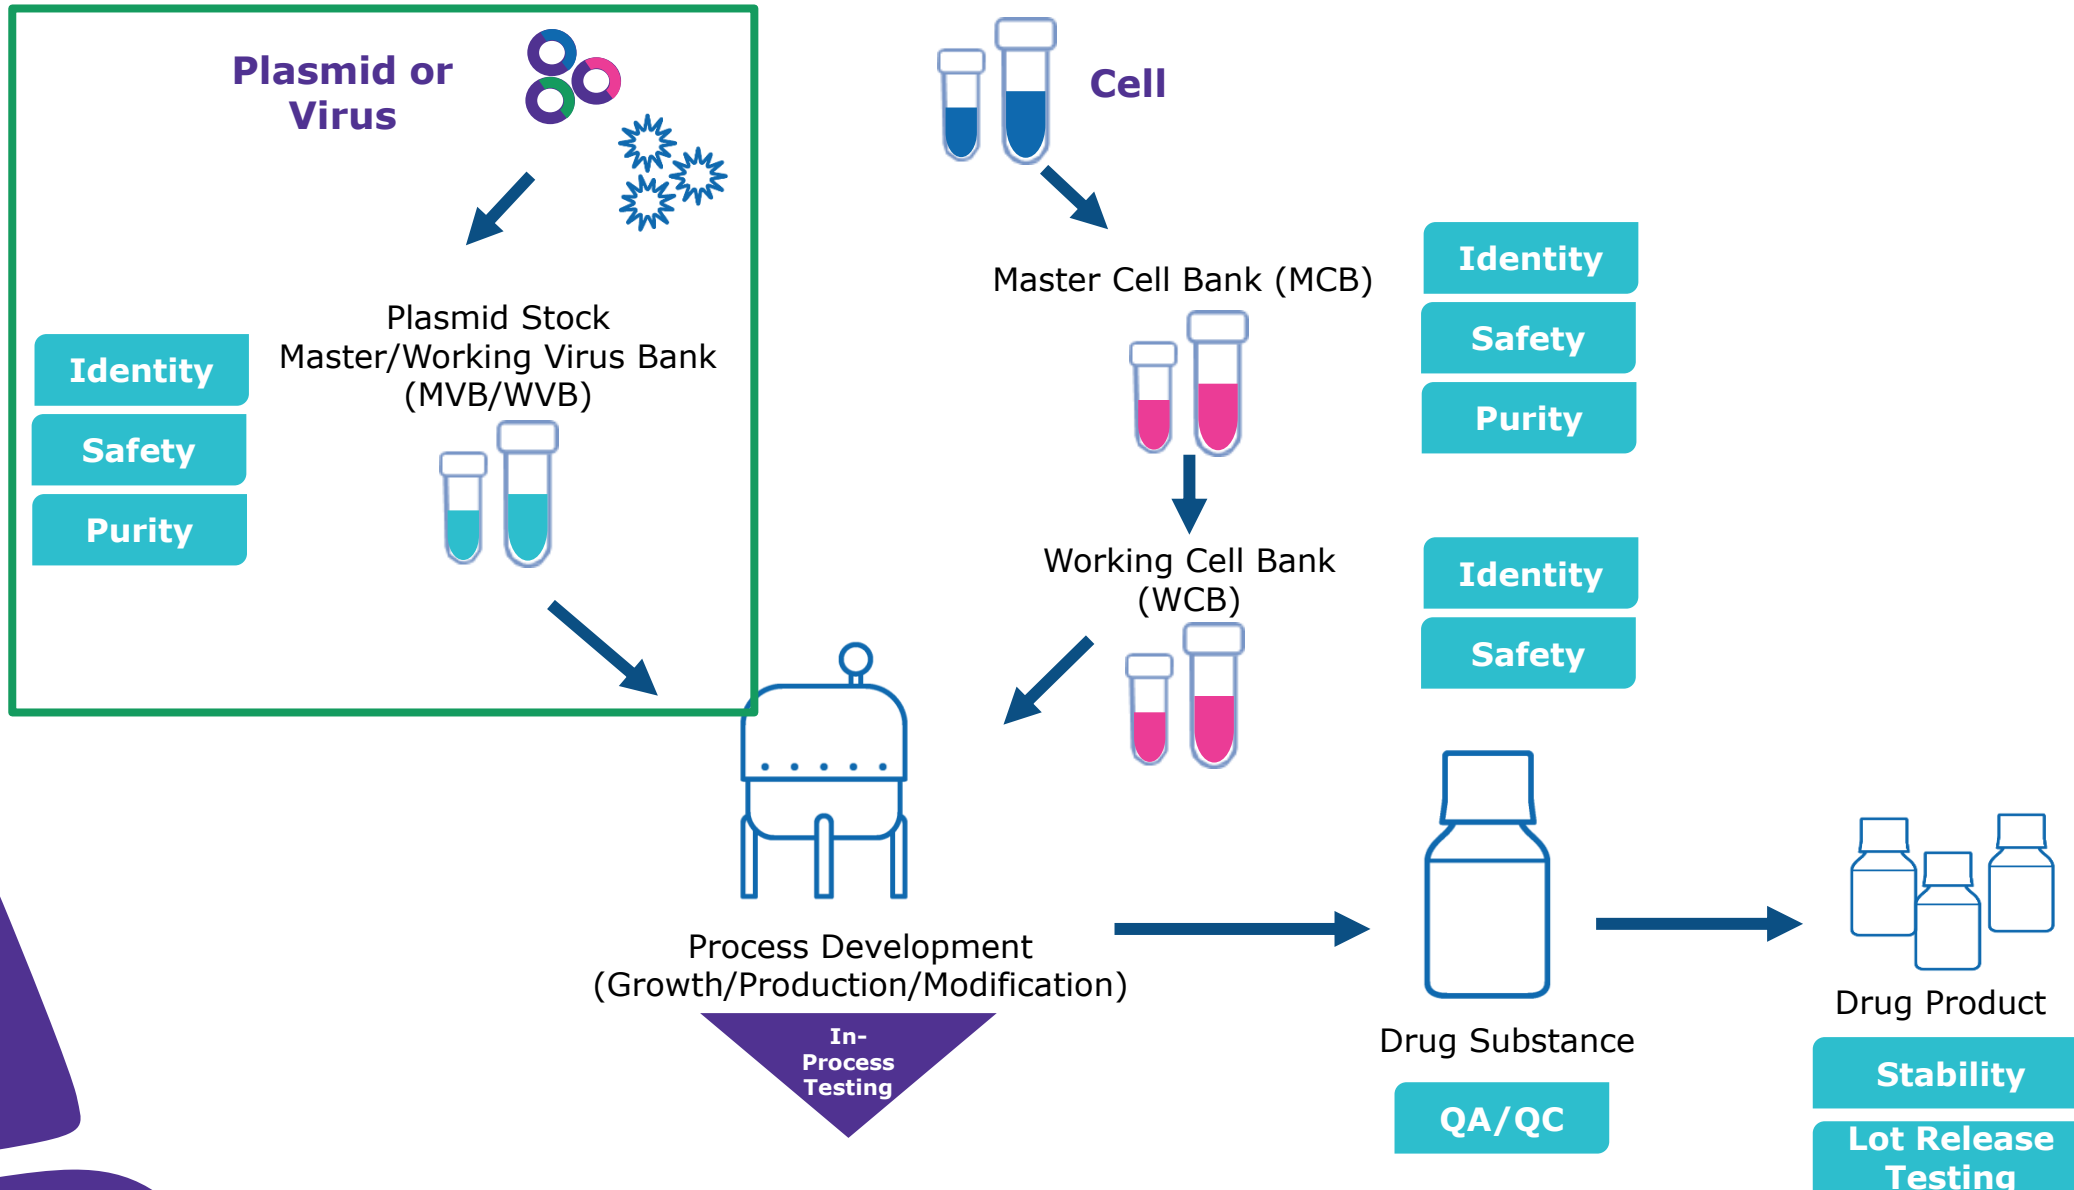 Plasmid or
Virus
Cell
Plasmid Stock
Master/Working Virus Bank
(MVB/WVB)
Identity
Safety
Purity
Master Cell Bank (MCB)
Identity
Safety
Purity
Working Cell Bank
(WCB)
Identity
Safety
Process Development
(Growth/Production/Modification)
In-
Process
Testing
Drug Substance
QA/QC
Drug Product
Stability
Lot Release
Testing